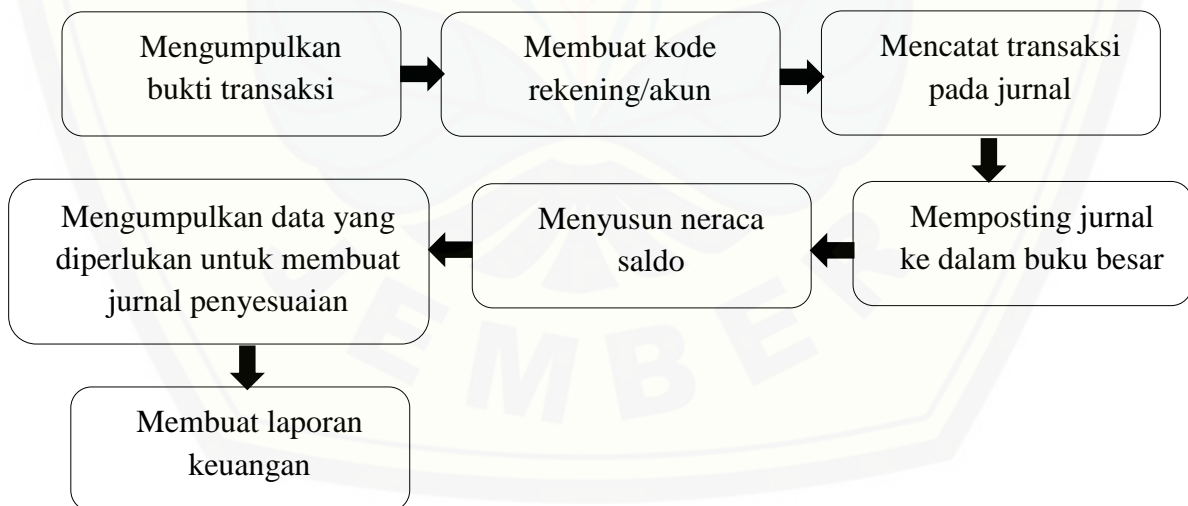 Mengumpulkan
bukti transaksi
Membuat kode
rekening/akun
Mencatat transaksi
pada jurnal
Memposting jurnal
ke dalam buku besar
Menyusun neraca
saldo
Mengumpulkan data yang
diperlukan untuk membuat
jurnal penyesuaian
Membuat laporan
keuangan
EMBER